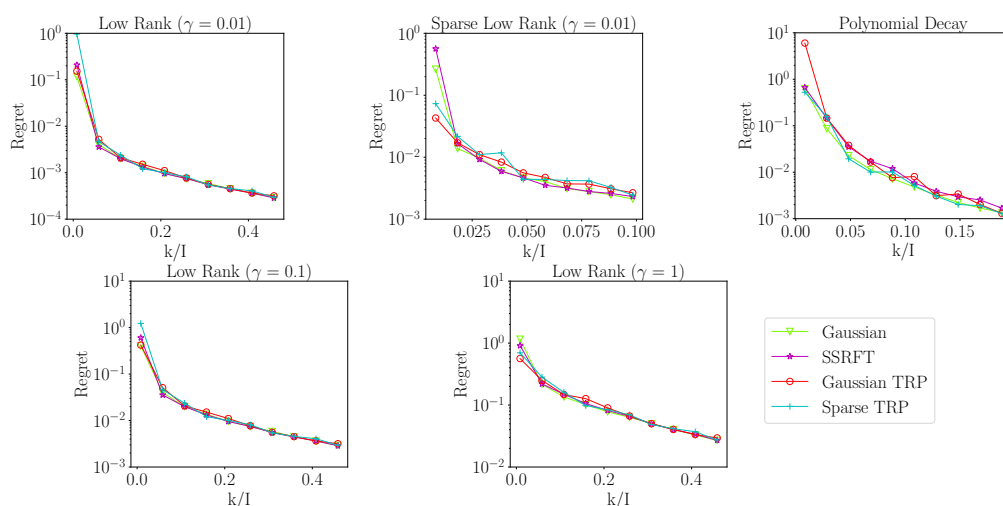 Low Rank (γ = 0.01)
Regret
10^0
10^-1
10^-2
10^-3
10^-4
0.0 0.2 0.4
k/I
Sparse Low Rank (γ = 0.01)
Regret
10^0
10^-1
10^-2
10^-3
0.025 0.050 0.075 0.100
k/I
Polynomial Decay
Regret
10^1
10^0
10^-1
10^-2
10^-3
0.00 0.05 0.10 0.15
k/I
Low Rank (γ = 0.1)
Regret
10^1
10^0
10^-1
10^-2
10^-3
0.0 0.2 0.4
k/I
Low Rank (γ = 1)
Regret
10^1
10^0
10^-1
10^-2
0.0 0.2 0.4
k/I
Gaussian
SSRFT
Gaussian TRP
Sparse TRP